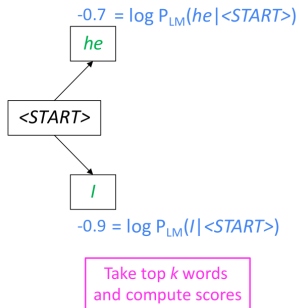 -0.7 = log P_LM(he|<START>)
he
<START>
I
-0.9 = log P_LM(I|<START>)
Take top k words
and compute scores